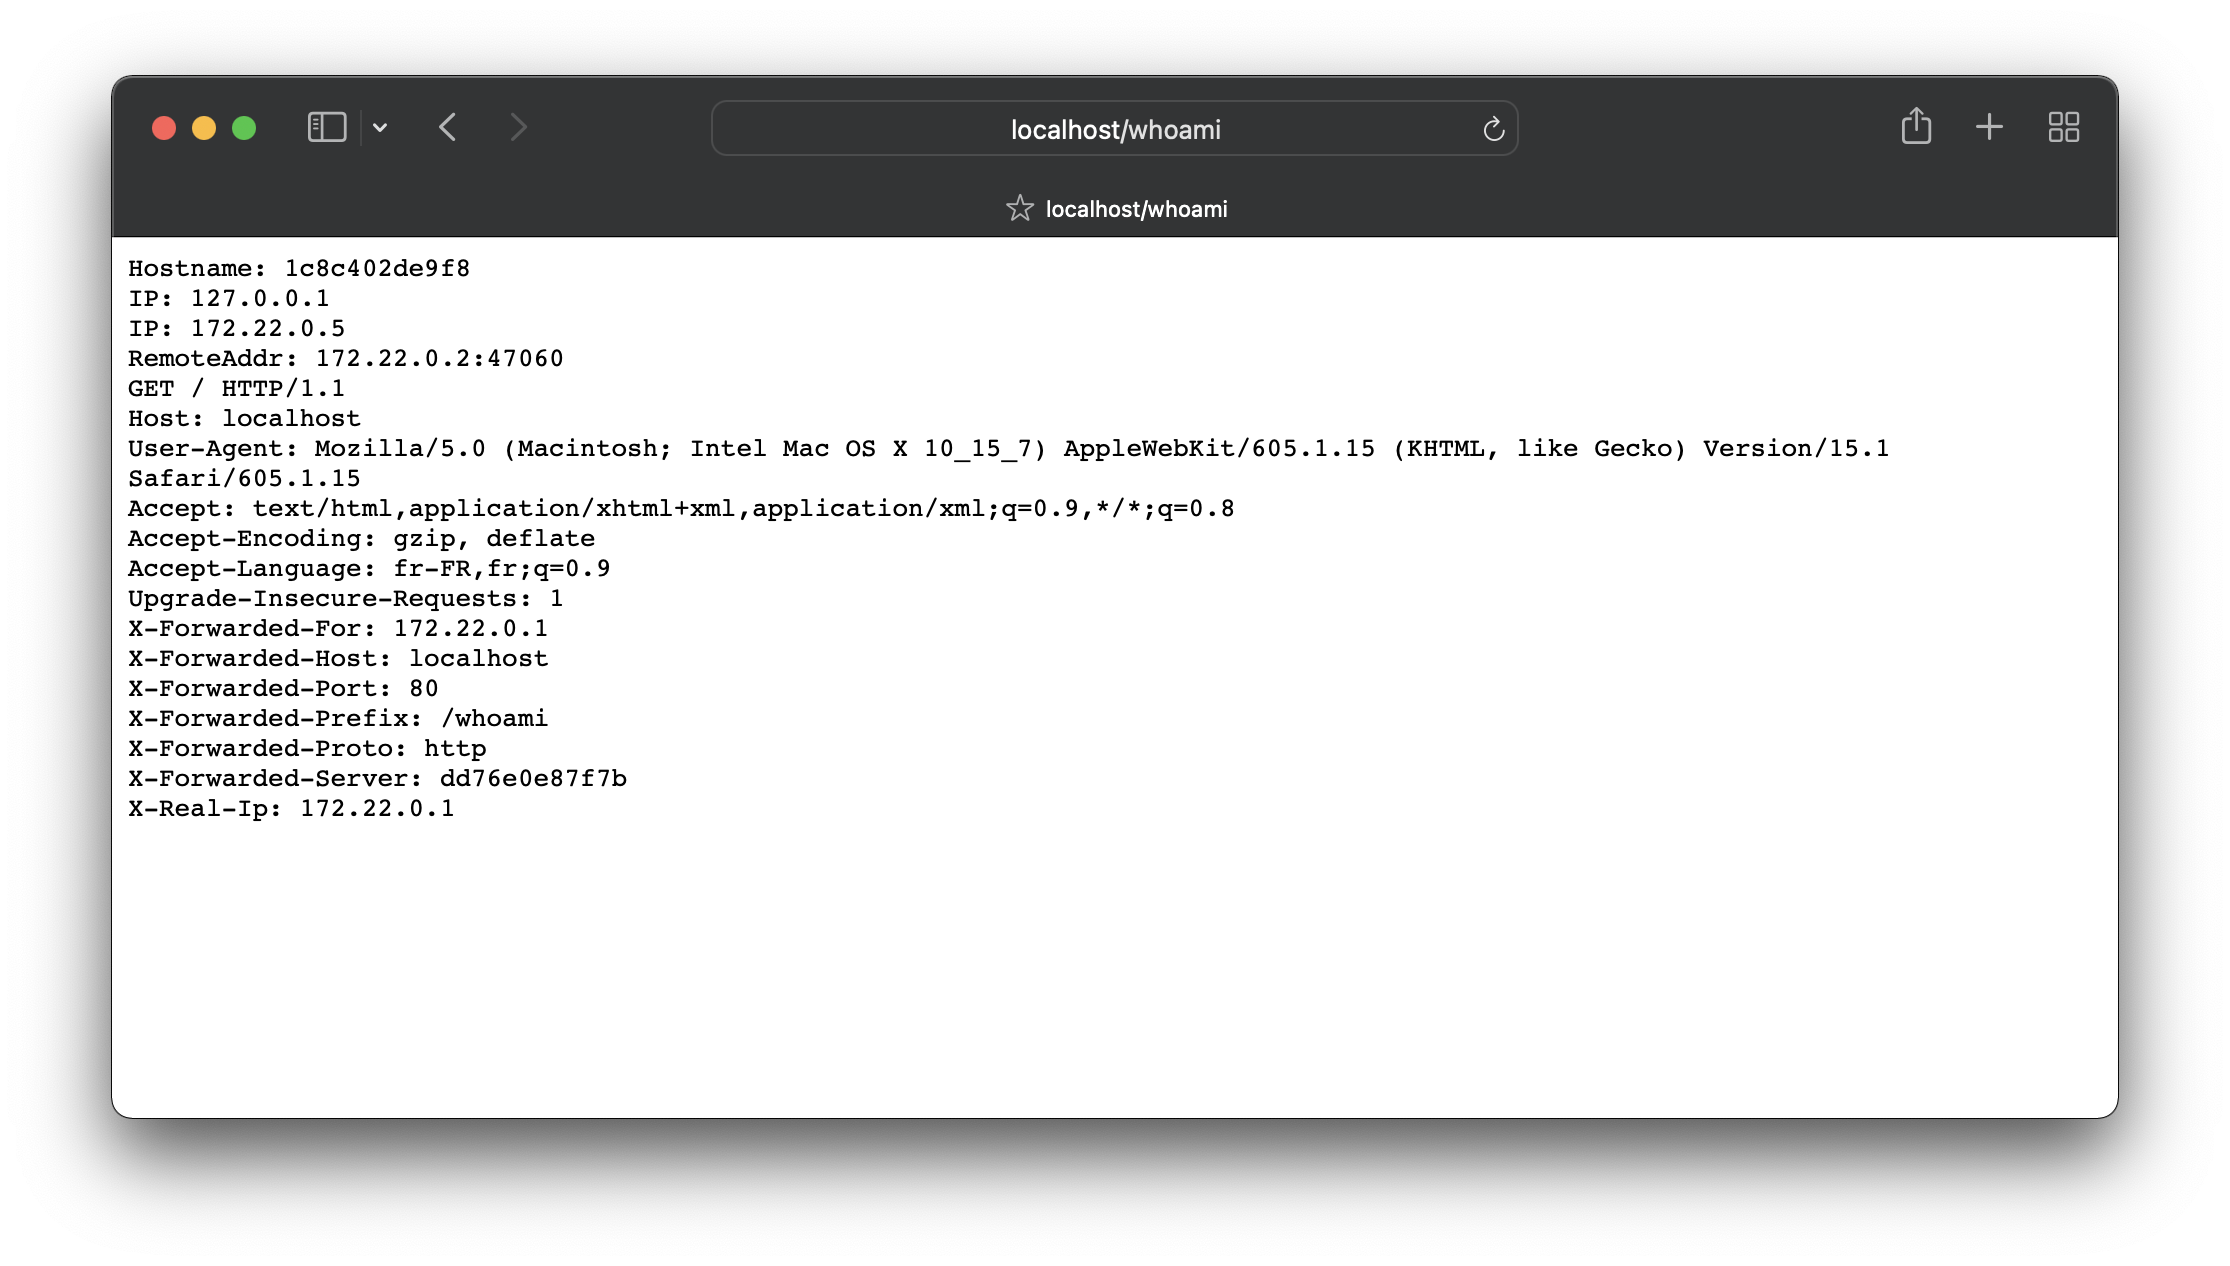 localhost/whoami
localhost/whoami
Hostname: 1c8c402de9f8
IP: 127.0.0.1
IP: 172.22.0.5
RemoteAddr: 172.22.0.2:47060
GET / HTTP/1.1
Host: localhost
User-Agent: Mozilla/5.0 (Macintosh; Intel Mac OS X 10_15_7) AppleWebKit/605.1.15 (KHTML, like Gecko) Version/15.1
Safari/605.1.15
Accept: text/html,application/xhtml+xml,application/xml;q=0.9,*/*;q=0.8
Accept-Encoding: gzip, deflate
Accept-Language: fr-FR,fr;q=0.9
Upgrade-Insecure-Requests: 1
X-Forwarded-For: 172.22.0.1
X-Forwarded-Host: localhost
X-Forwarded-Port: 80
X-Forwarded-Prefix: /whoami
X-Forwarded-Proto: http
X-Forwarded-Server: dd76e0e87f7b
X-Real-Ip: 172.22.0.1